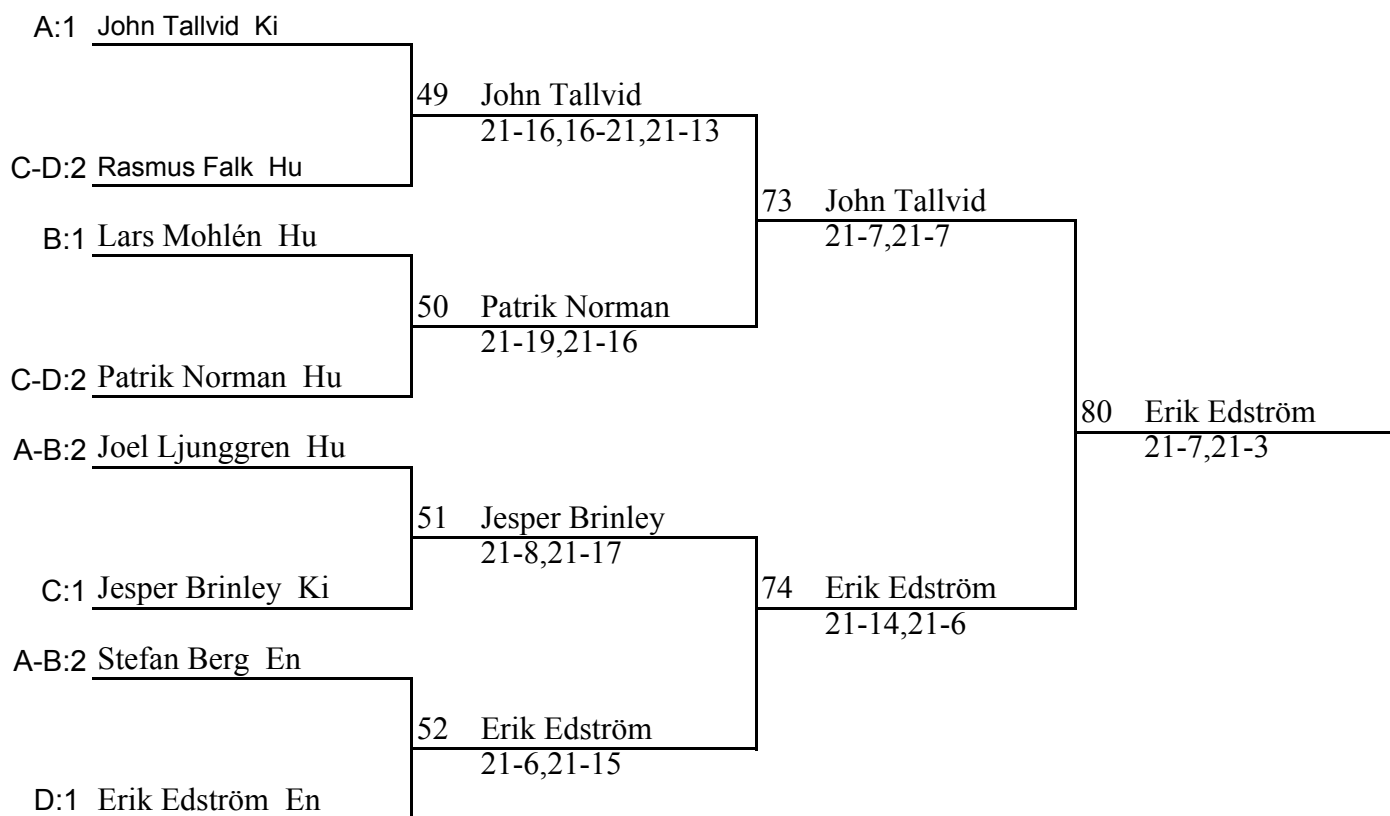 A:1 John Tallvid Ki
49 John Tallvid
21-16,16-21,21-13
C-D:2 Rasmus Falk Hu
73 John Tallvid
21-7,21-7
B:1 Lars Mohlén Hu
50 Patrik Norman
21-19,21-16
C-D:2 Patrik Norman Hu
80 Erik Edström
21-7,21-3
A-B:2 Joel Ljunggren Hu
51 Jesper Brinley
21-8,21-17
C:1 Jesper Brinley Ki
74 Erik Edström
21-14,21-6
A-B:2 Stefan Berg En
52 Erik Edström
21-6,21-15
D:1 Erik Edström En